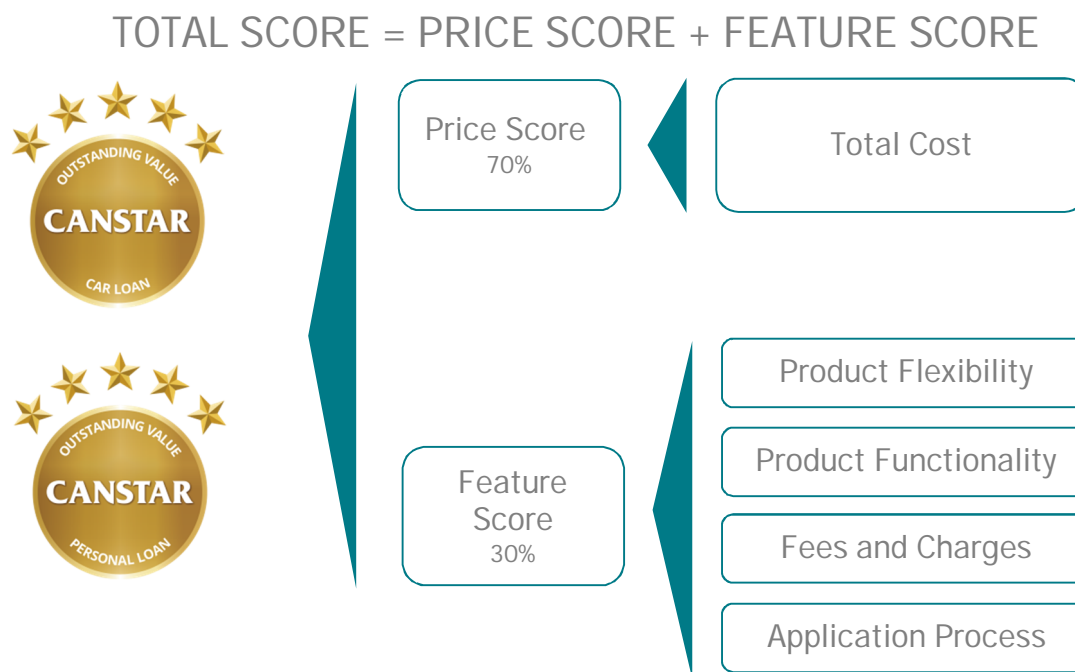 TOTAL SCORE = PRICE SCORE + FEATURE SCORE
OUTSTANDING VALUE
CANSTAR
CAR LOAN
Price Score
70%
Total Cost
OUTSTANDING VALUE
CANSTAR
PERSONAL LOAN
Feature
Score
30%
Product Flexibility
Product Functionality
Fees and Charges
Application Process